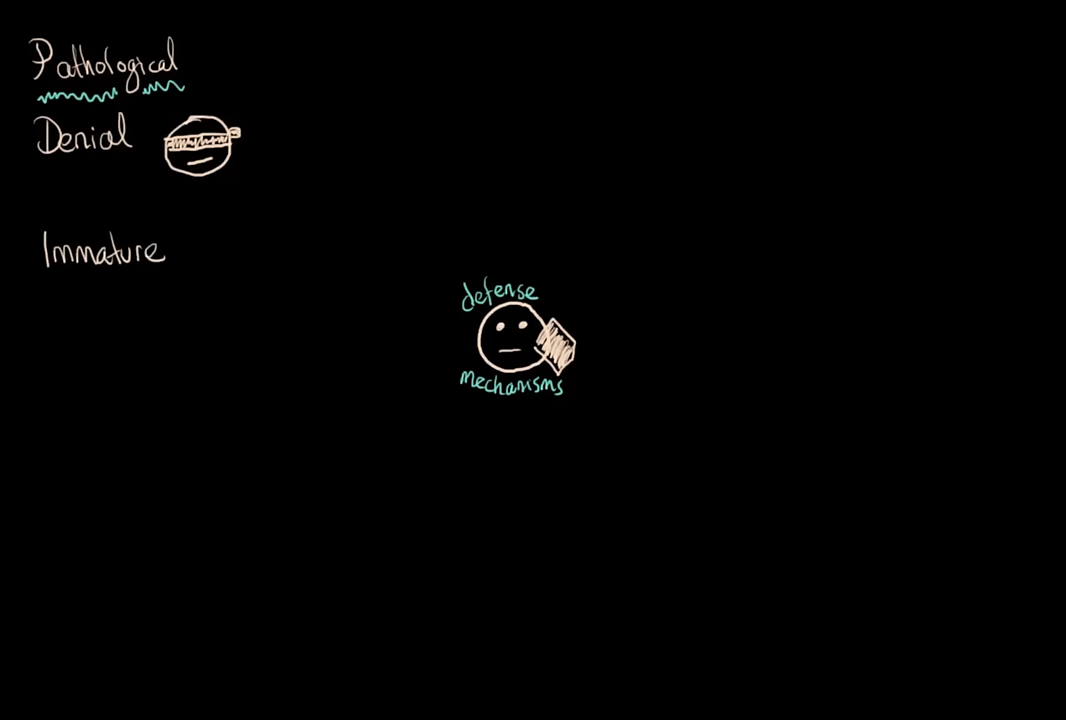 Pathological
Denial
Immature
defense
mechanisms